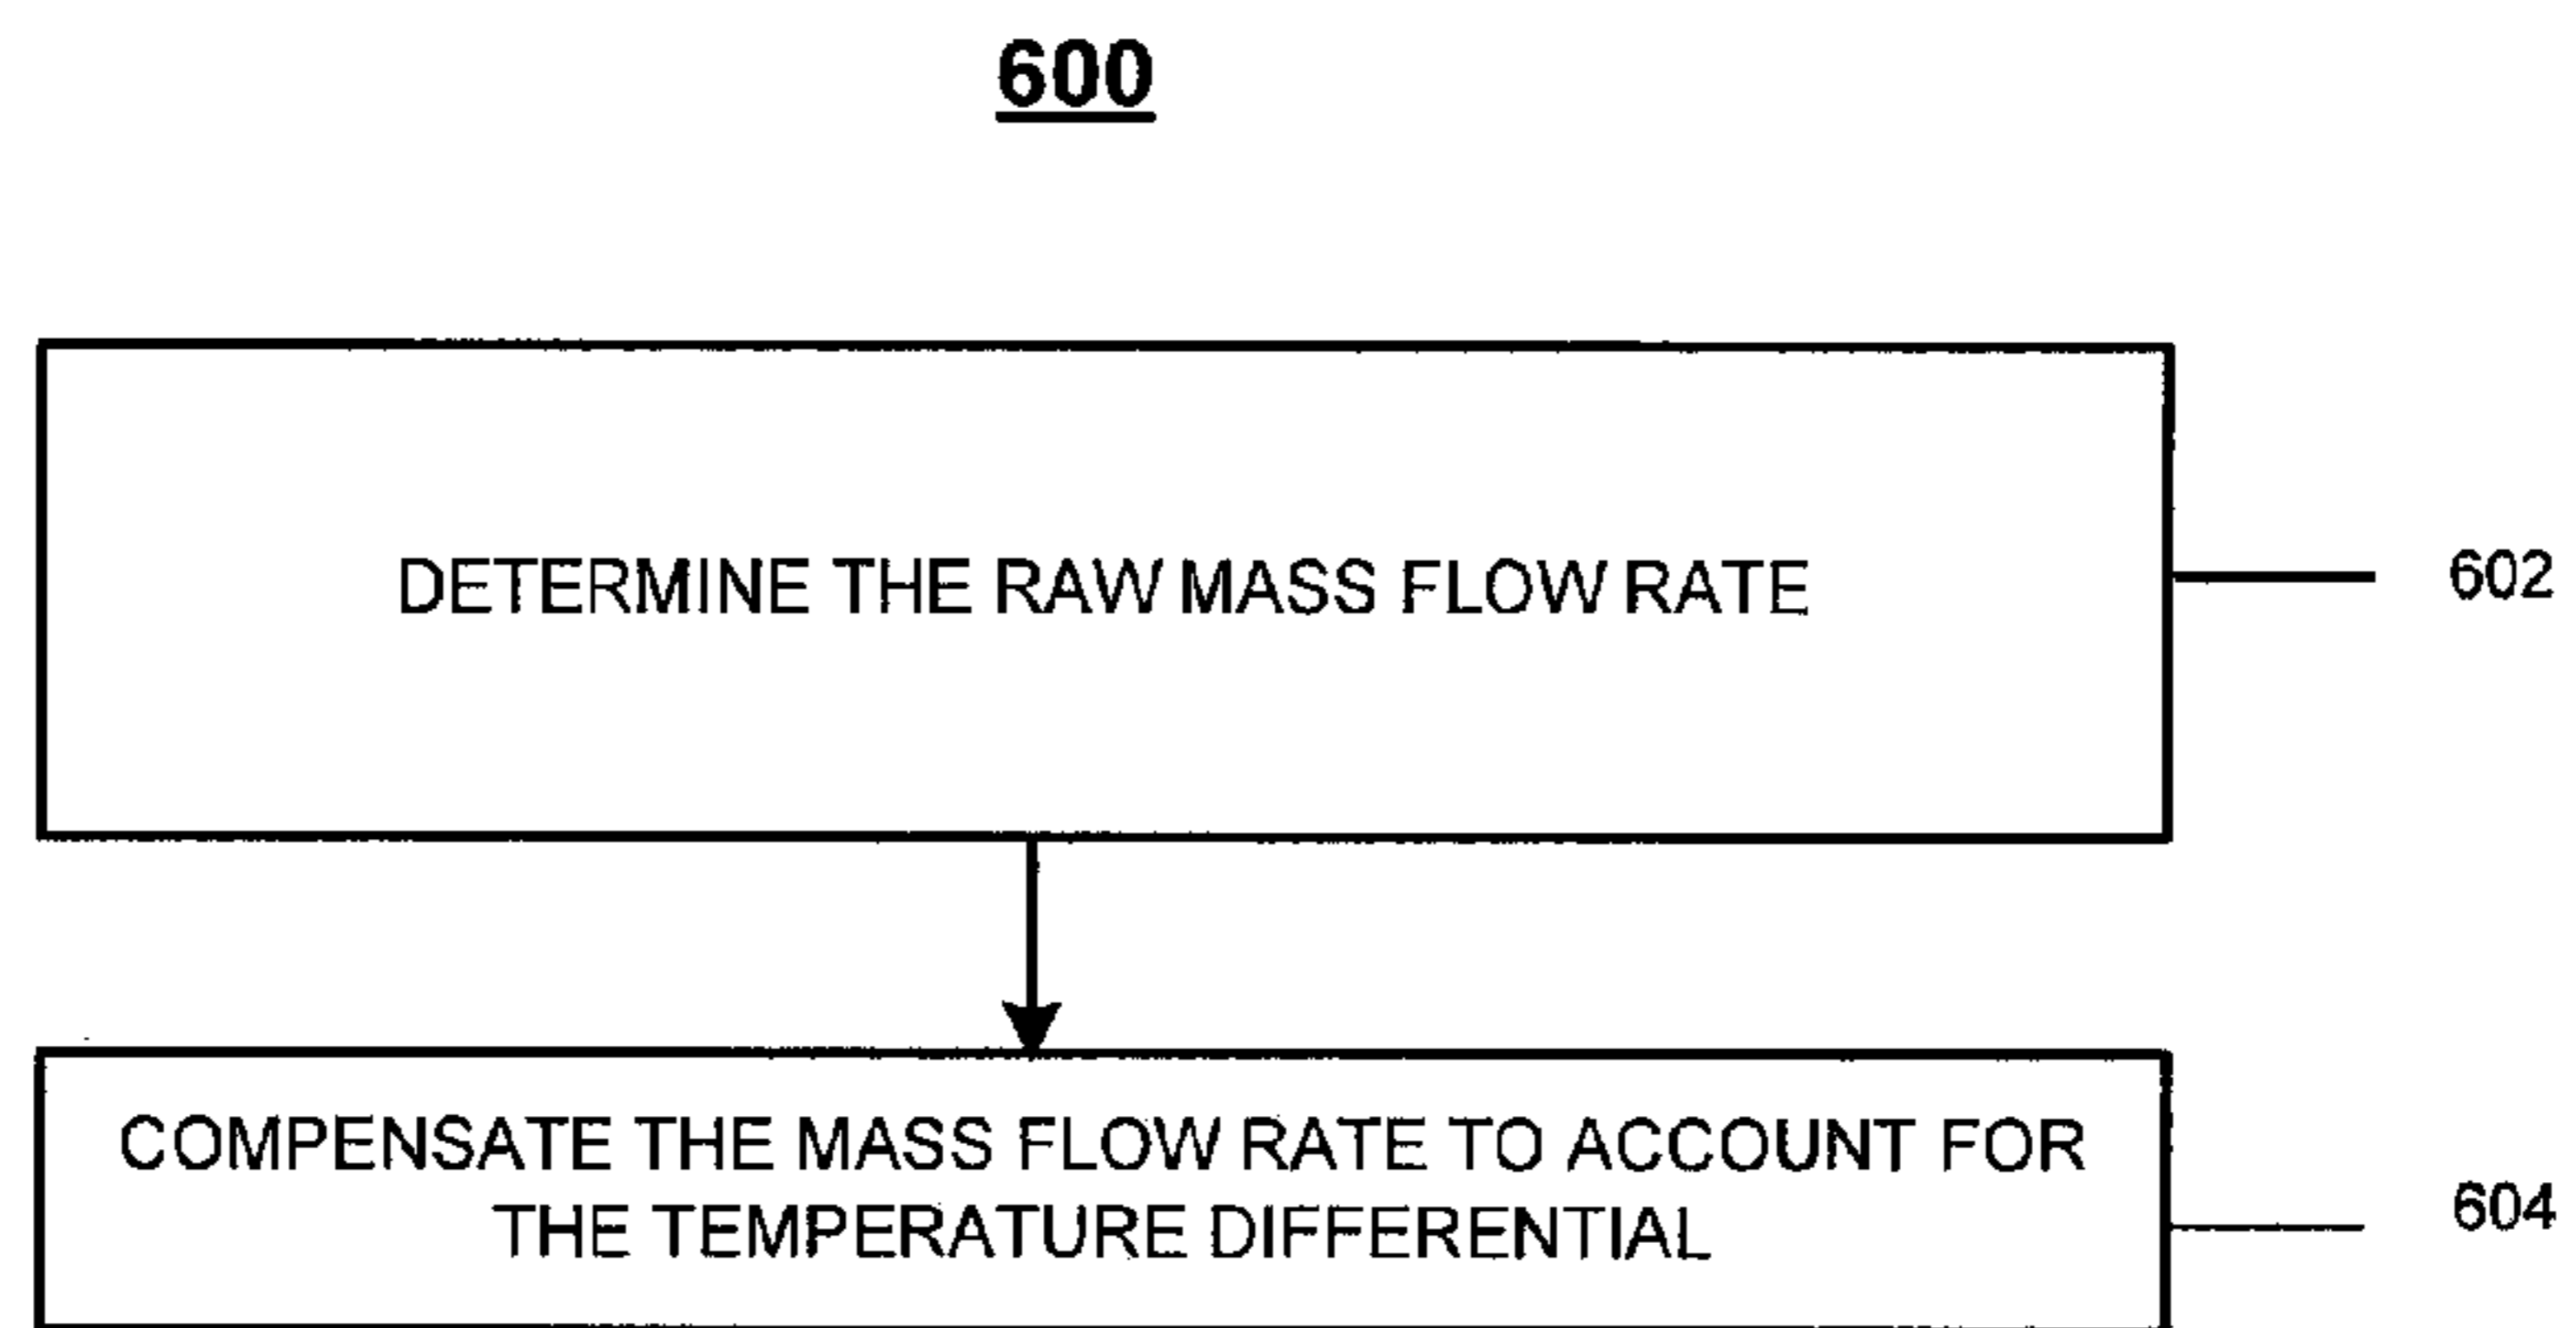 600
DETERMINE THE RAW MASS FLOW RATE
602
COMPENSATE THE MASS FLOW RATE TO ACCOUNT FOR
THE TEMPERATURE DIFFERENTIAL
604